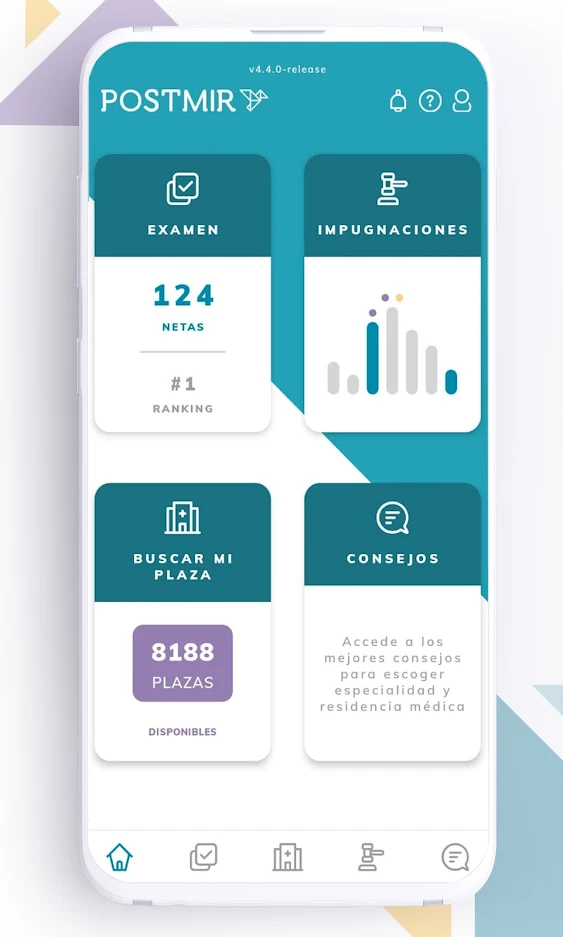 v4.4.0-release
POSTMIR
EXAMEN
124
NETAS
#1
RANKING
IMPUGNACIONES
BUSCAR MI
PLAZA
8188
PLAZAS
DISPONIBLES
CONSEJOS
Accede a los
mejores consejos
para escoger
especialidad y
residencia médica